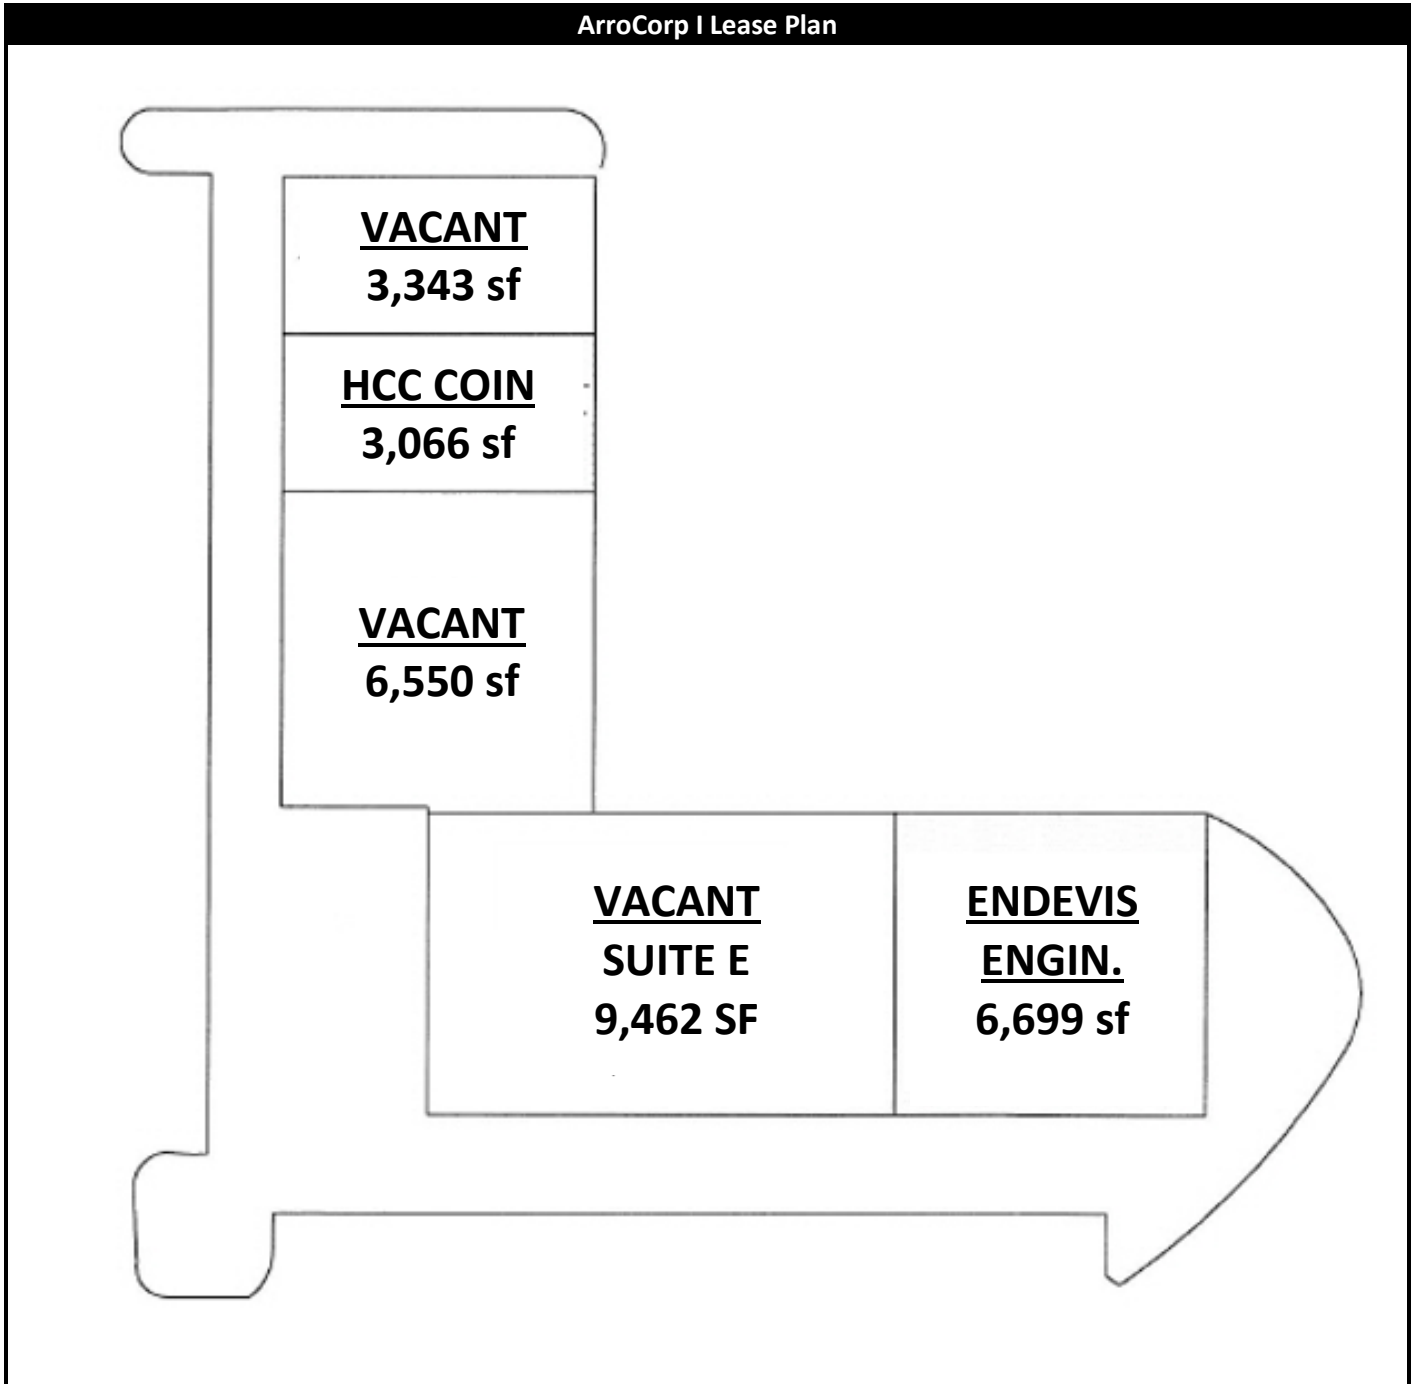 ArroCorp I Lease Plan
VACANT
3,343 sf
HCC COIN
3,066 sf
VACANT
6,550 sf
VACANT
SUITE E
9,462 SF
ENDEVIS
ENGIN.
6,699 sf